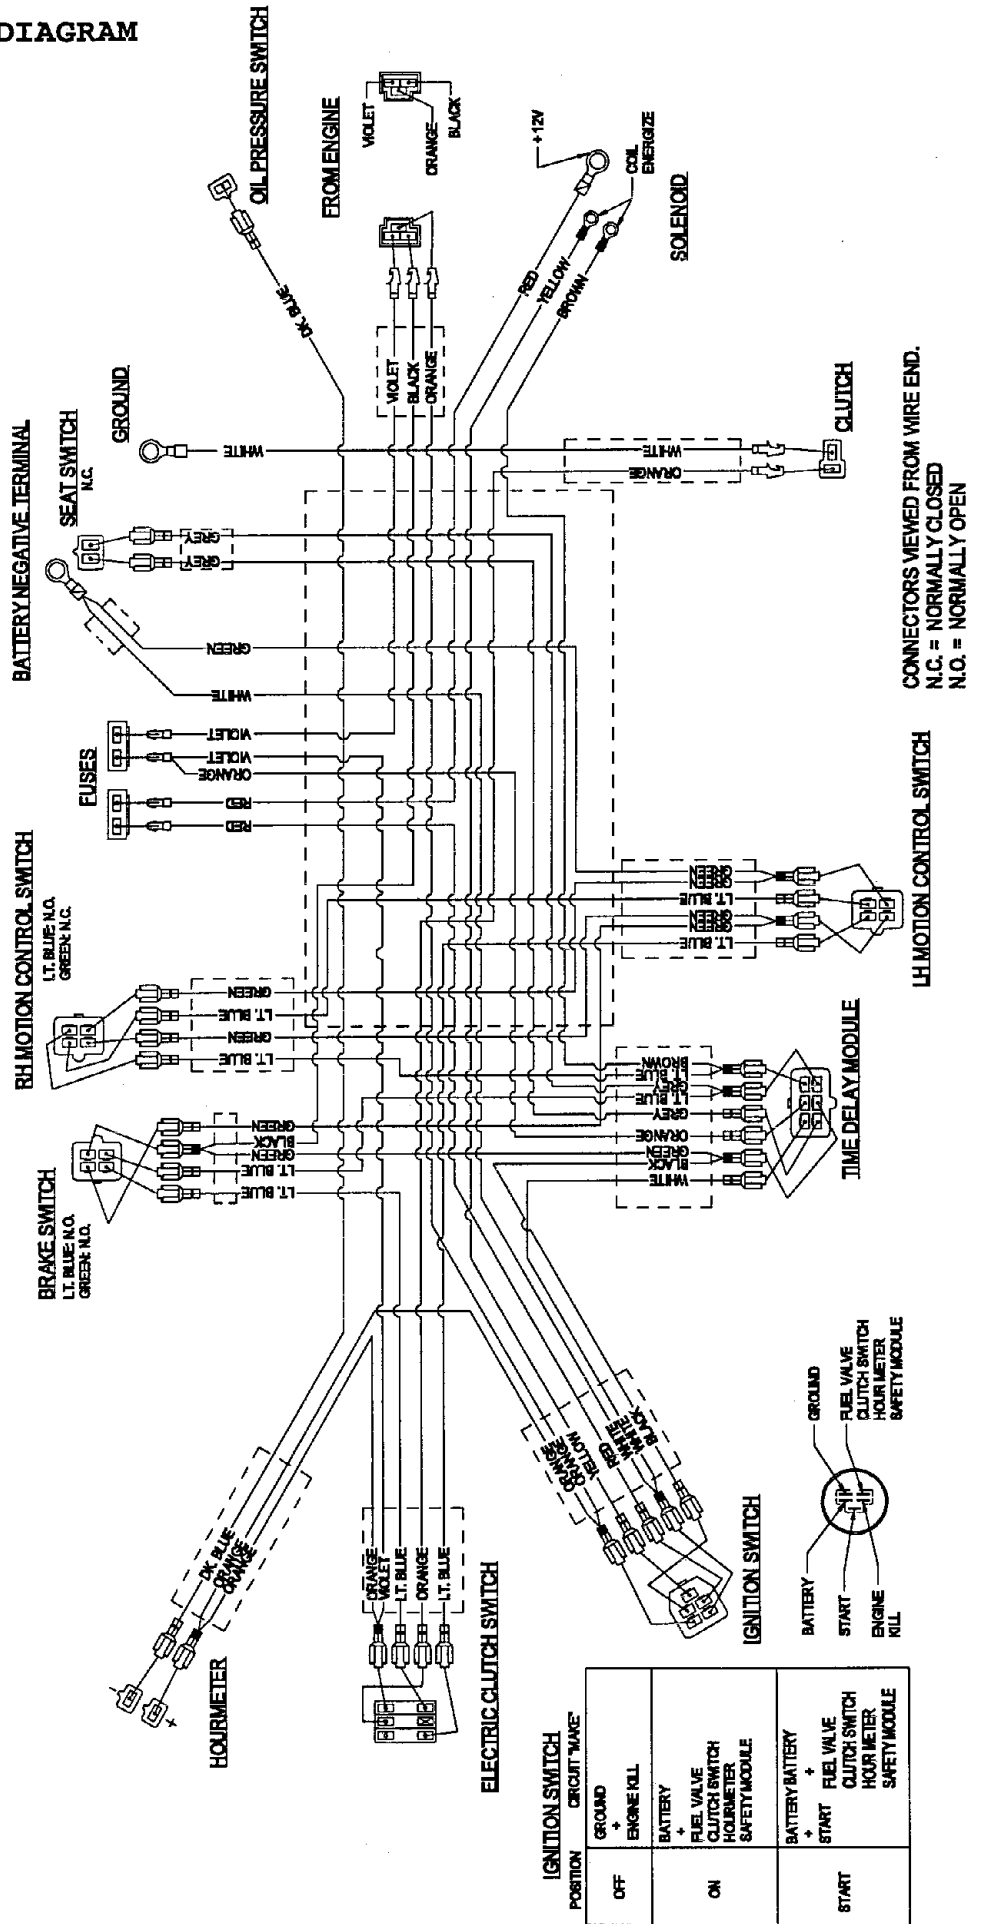 DIAGRAM
OIL PRESSURE SWITCH
DK. BLUE
FROM ENGINE
VIOLET
ORANGE
BLACK
VIOLET
BLACK
ORANGE
+12V
COIL
ENERGIZE
SOLENOID
RED
YELLOW
BROWN
GROUND
WHITE
WHITE
ORANGE
CLUTCH
BATTERY NEGATIVE TERMINAL
SEAT SWITCH
N.C.
GREY
GREY
GREEN
WHITE
FUSES
VIOLET
VIOLET
ORANGE
RED
RED
CONNECTORS VIEWED FROM WIRE END.
N.C. = NORMALLY CLOSED
N.O. = NORMALLY OPEN
RH MOTION CONTROL SWITCH
LT. BLUE: N.O.
GREEN: N.C.
GREEN
LT. BLUE
GREEN
LT. BLUE
LH MOTION CONTROL SWITCH
GREEN
GREEN
LT. BLUE
GREEN
GREEN
LT. BLUE
BRAKE SWITCH
LT. BLUE: N.O.
GREEN: N.O.
GREEN
BLACK
GREEN
LT. BLUE
LT. BLUE
TIME DELAY MODULE
BROWN
LT. BLUE
GREY
LT. BLUE
GREY
ORANGE
GREEN
BLACK
WHITE
HOURMETER
DK. BLUE
ORANGE
ORANGE
-
+
ELECTRIC CLUTCH SWITCH
ORANGE
VIOLET
LT. BLUE
ORANGE
LT. BLUE
IGNITION SWITCH
ORANGE
ORANGE
YELLOW
RED
WHITE
WHITE
BLACK
BATTERY
START
ENGINE
KILL
GROUND
FUEL VALVE
CLUTCH SWITCH
HOUR METER
SAFETY MODULE
IGNITION SWITCH
POSITION
CIRCUIT "MAKE"
OFF
GROUND
+
ENGINE KILL
ON
BATTERY
+
FUEL VALVE
CLUTCH SWITCH
HOURMETER
SAFETY MODULE
START
BATTERY BATTERY
+ +
START FUEL VALVE
CLUTCH SWITCH
HOUR METER
SAFETY MODULE